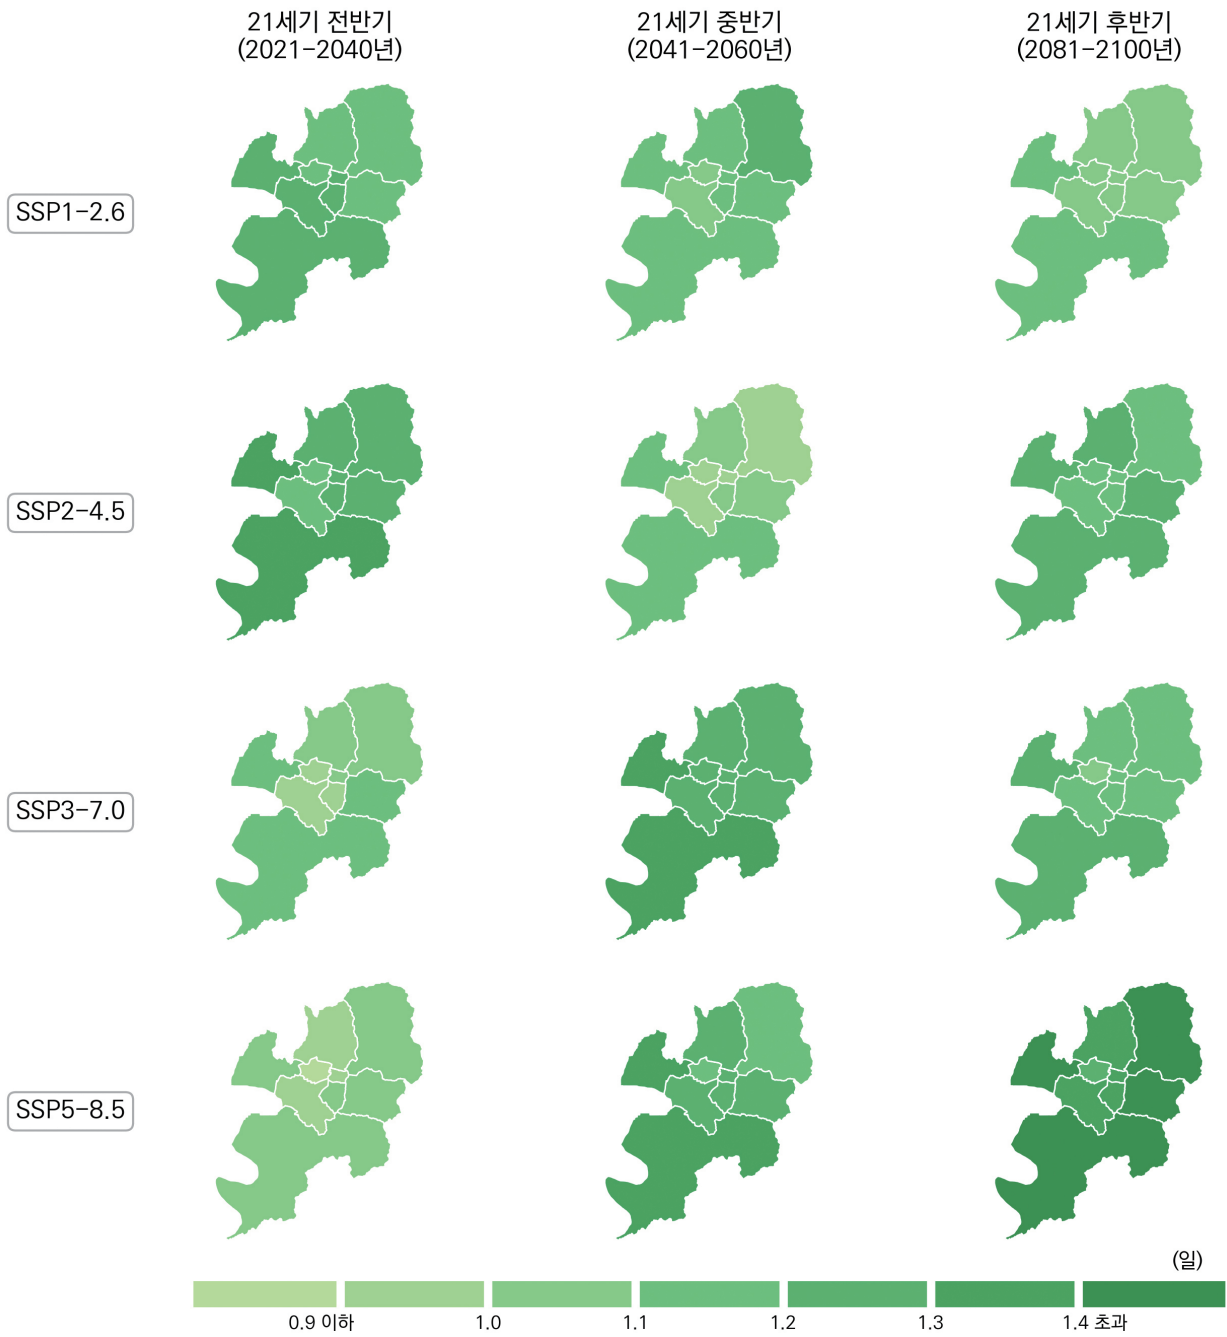 21세기 전반기
(2021-2040년)
21세기 중반기
(2041-2060년)
21세기 후반기
(2081-2100년)
SSP1-2.6
SSP2-4.5
SSP3-7.0
SSP5-8.5
(일)
0.9 이하
1.0
1.1
1.2
1.3
1.4 초과